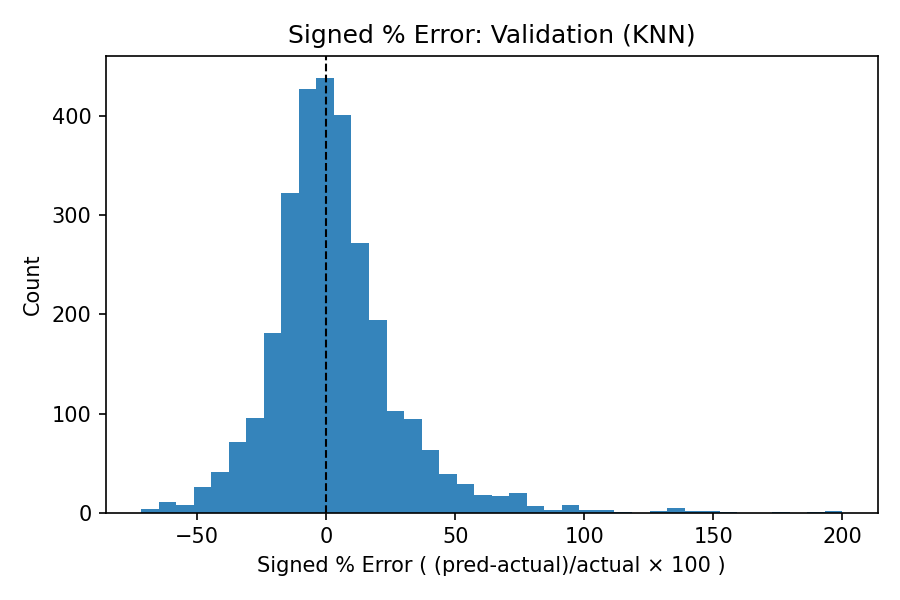 Signed % Error: Validation (KNN)
400
300
200
100
0
Count
−50 0 50 100 150 200
Signed % Error ( (pred-actual)/actual × 100 )